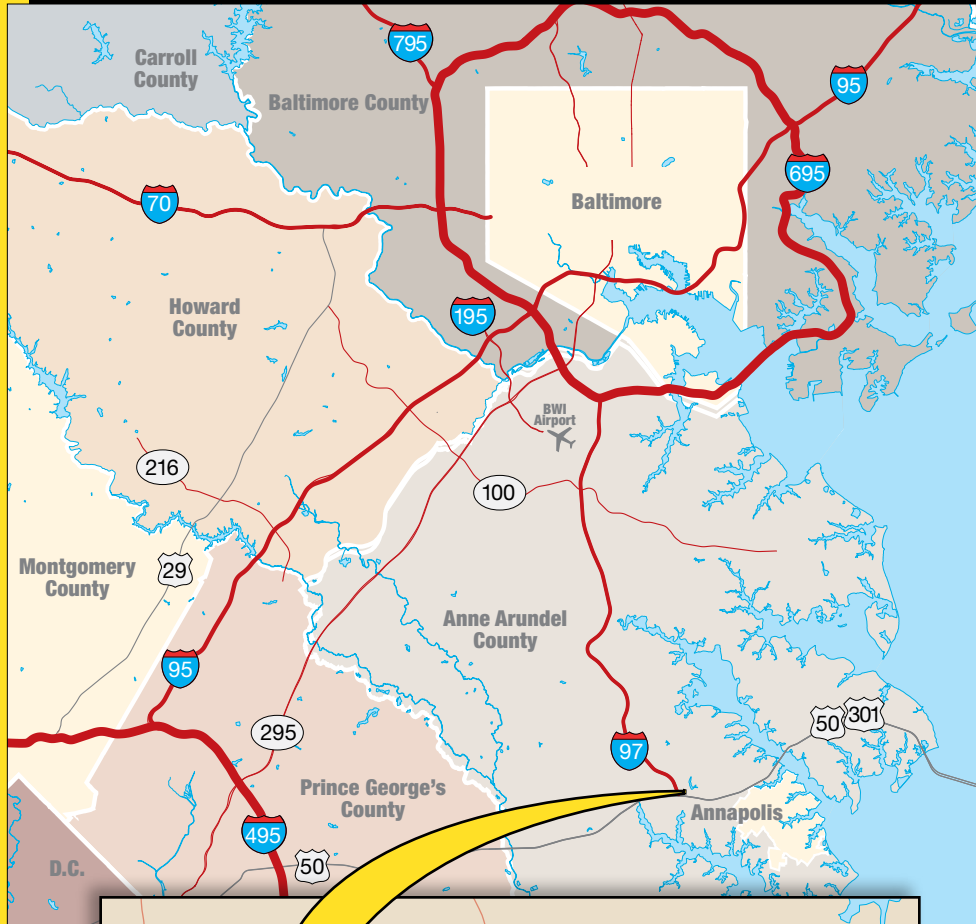 795
Carroll
County
95
Baltimore County
695
70
Baltimore
Howard
County
195
BWI
Airport
216
100
29
Montgomery
County
Anne Arundel
County
95
50
301
295
97
Prince George's
County
Annapolis
495
50
D.C.